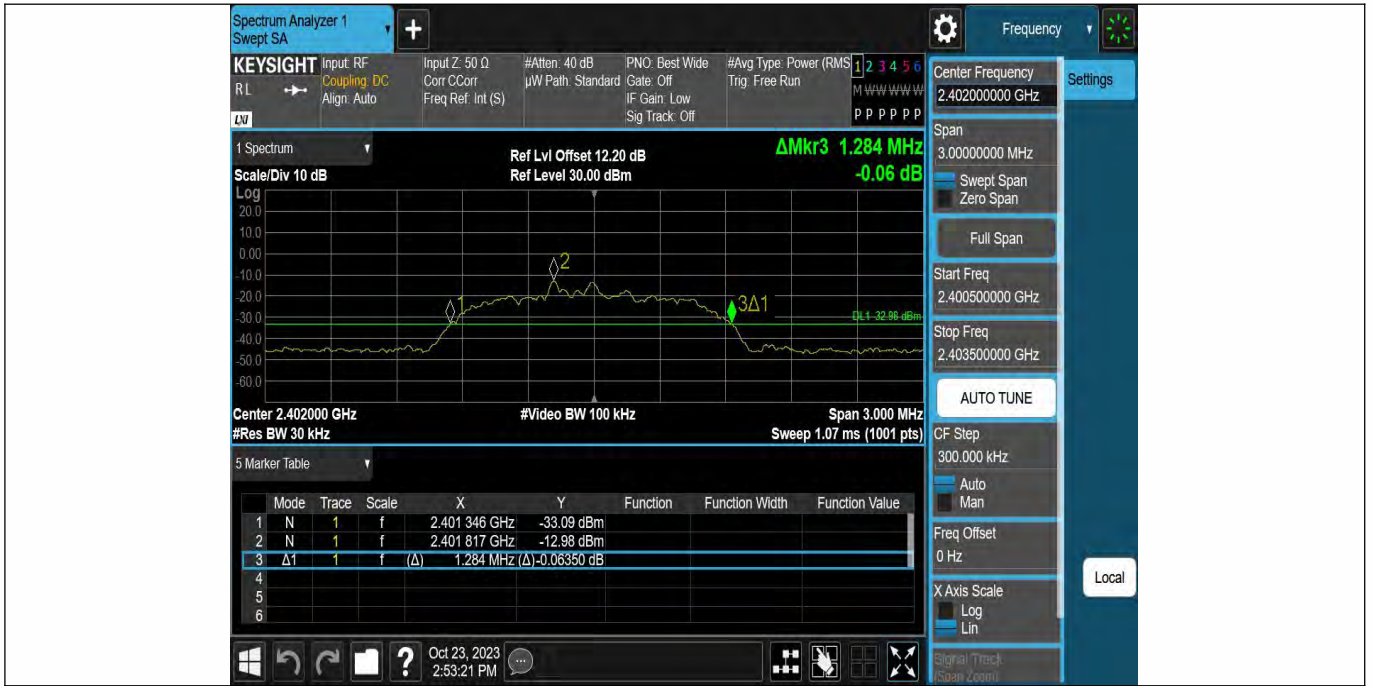 Spectrum Analyzer 1
Swept SA
+
Frequency
KEYSIGHT
RL
LXI
Input: RF
Coupling: DC
Align: Auto
Input Z: 50 Ω
Corr CCorr
Freq Ref: Int (S)
#Atten: 40 dB
µW Path: Standard
PNO: Best Wide
Gate: Off
IF Gain: Low
Sig Track: Off
#Avg Type: Power (RMS
Trig: Free Run
1 2 3 4 5 6
M W W W W W
P P P P P P
1 Spectrum
Scale/Div 10 dB
Ref Lvl Offset 12.20 dB
Ref Level 30.00 dBm
ΔMkr3 1.284 MHz
-0.06 dB
Log
20.0
10.0
0.00
-10.0
-20.0
-30.0
-40.0
-50.0
-60.0
1
2
3Δ1
DL1 -32.98 dBm
Center 2.402000 GHz
#Video BW 100 kHz
Span 3.000 MHz
#Res BW 30 kHz
Sweep 1.07 ms (1001 pts)
5 Marker Table
Mode Trace Scale X Y Function Function Width Function Value
1 N 1 f 2.401 346 GHz -33.09 dBm
2 N 1 f 2.401 817 GHz -12.98 dBm
3 Δ1 1 f (Δ) 1.284 MHz (Δ) -0.06350 dB
4
5
6
?
Oct 23, 2023
2:53:21 PM
Center Frequency
2.402000000 GHz
Settings
Span
3.00000000 MHz
Swept Span
Zero Span
Full Span
Start Freq
2.400500000 GHz
Stop Freq
2.403500000 GHz
AUTO TUNE
CF Step
300.000 kHz
Auto
Man
Freq Offset
0 Hz
X Axis Scale
Log
Lin
Local
Signal Track
(Span Zoom)